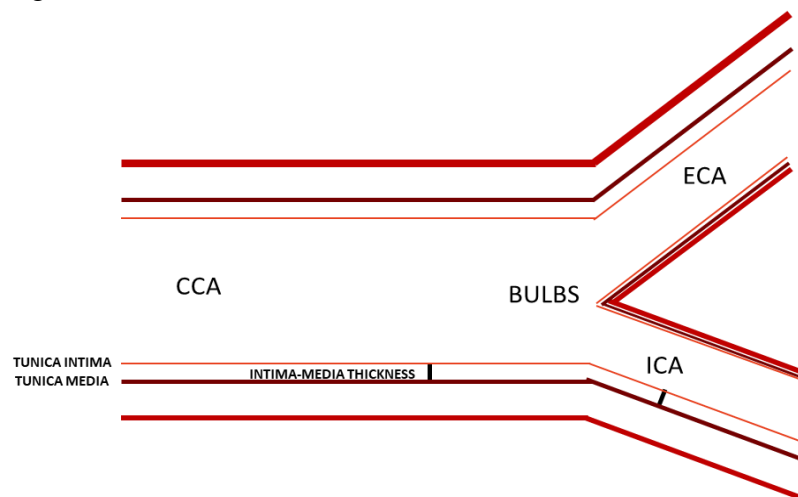 ECA
CCA
BULBS
TUNICA INTIMA
TUNICA MEDIA
INTIMA-MEDIA THICKNESS
ICA